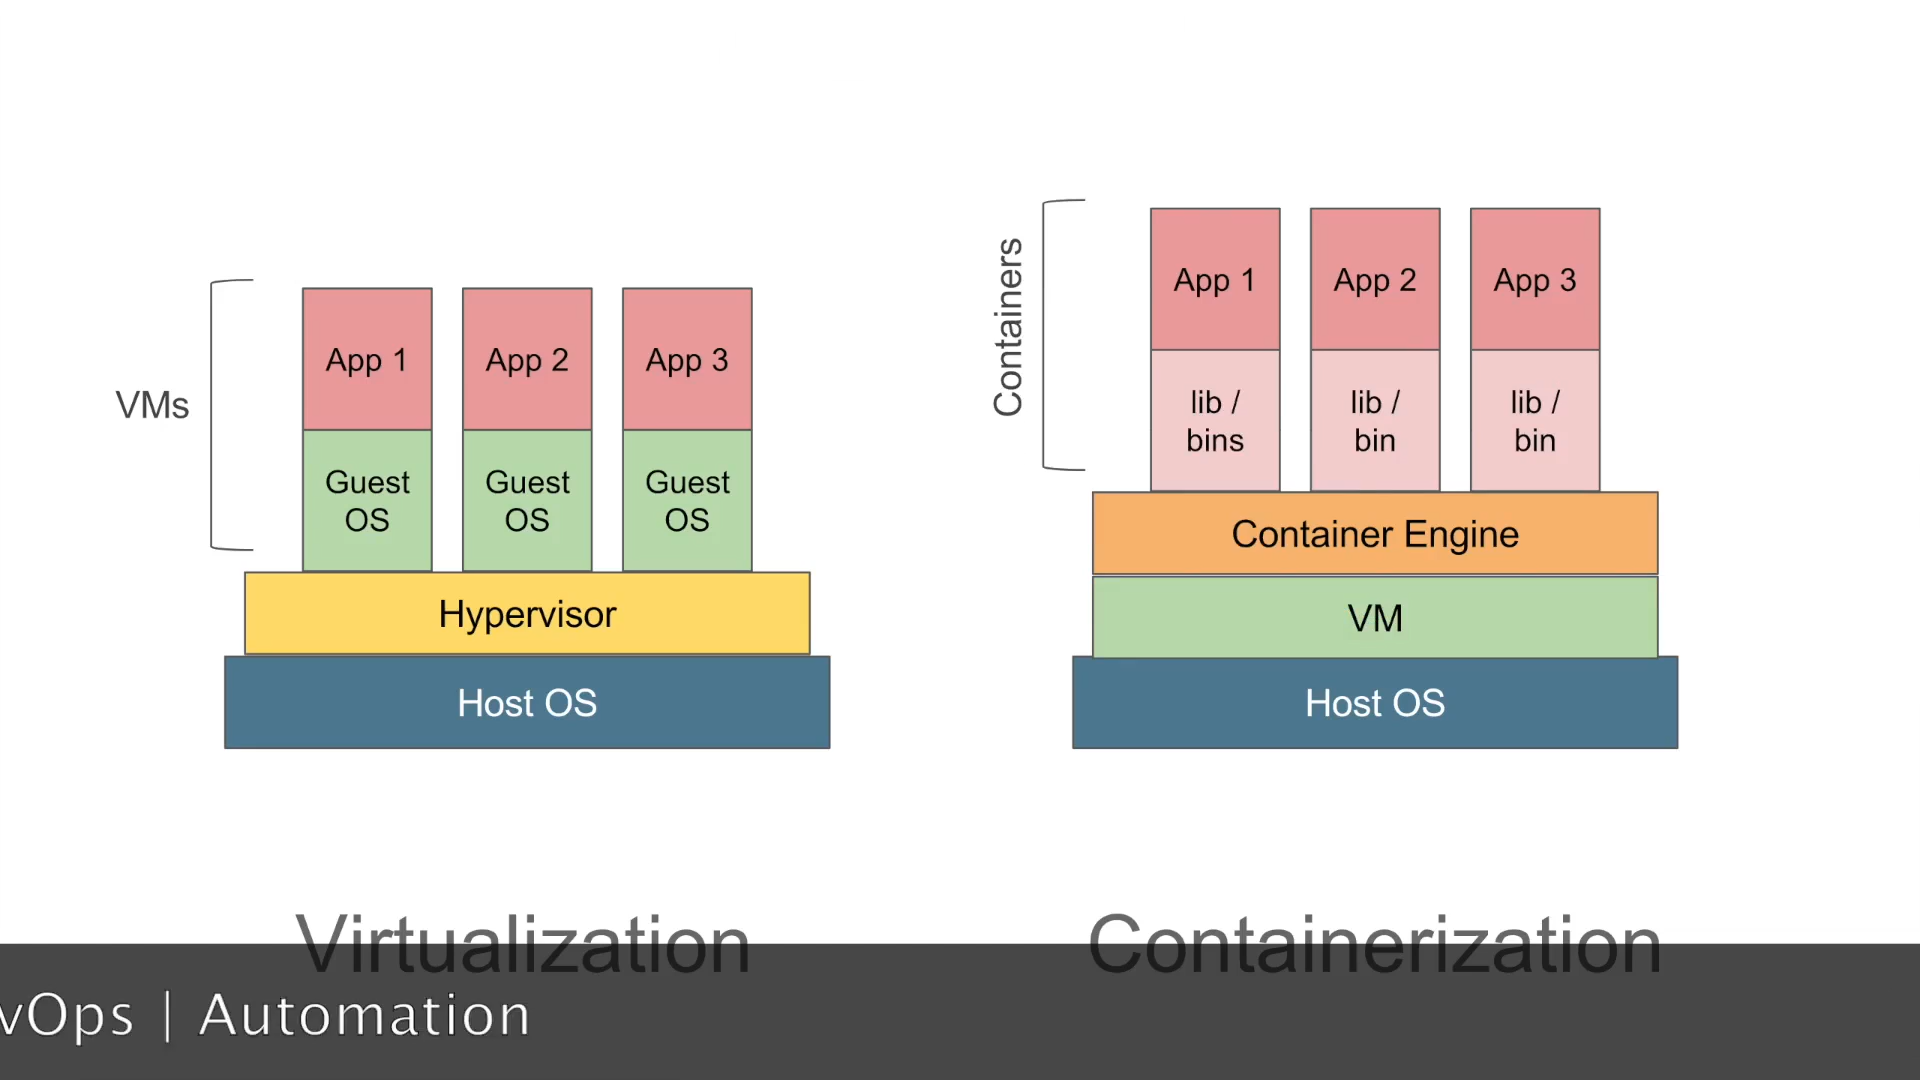 VMs
App 1
App 2
App 3
Guest
OS
Guest
OS
Guest
OS
Hypervisor
Host OS
Virtualization
Containers
App 1
App 2
App 3
lib /
bins
lib /
bin
lib /
bin
Container Engine
VM
Host OS
Containerization
vOps | Automation